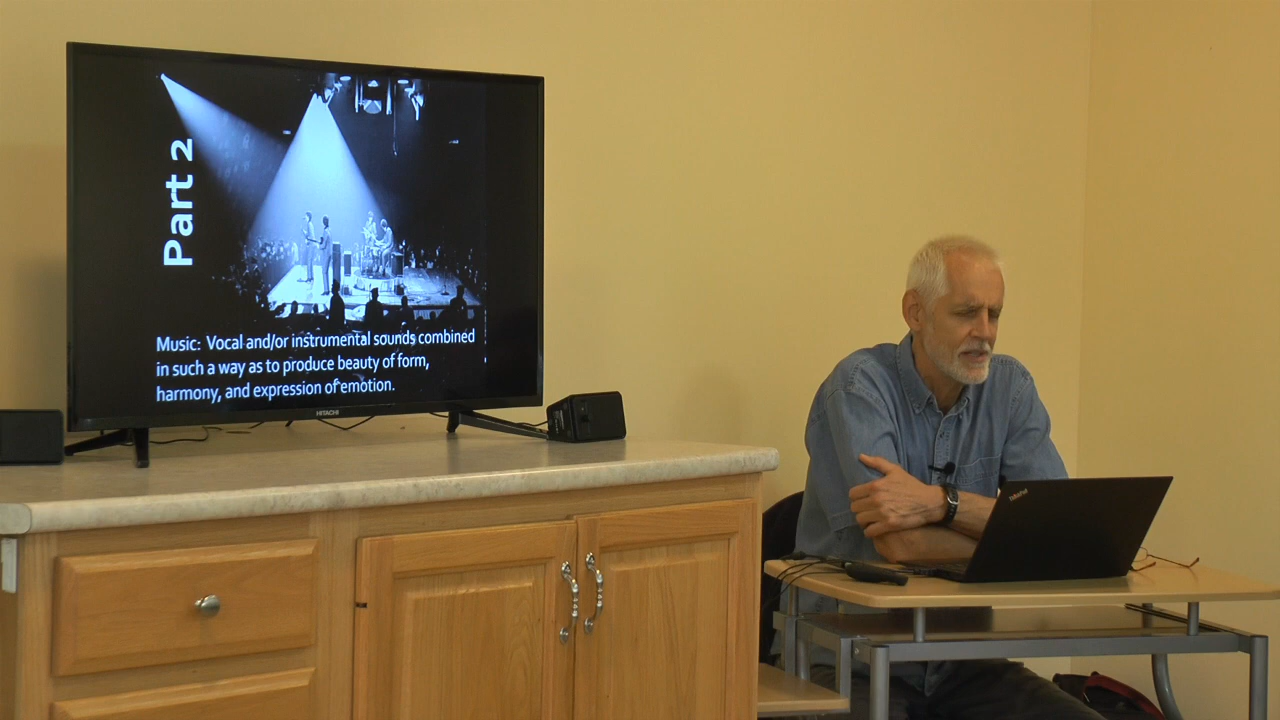 Part 2
Music: Vocal and/or instrumental sounds combined
in such a way as to produce beauty of form,
harmony, and expression of emotion.
HITACHI
ThinkPad